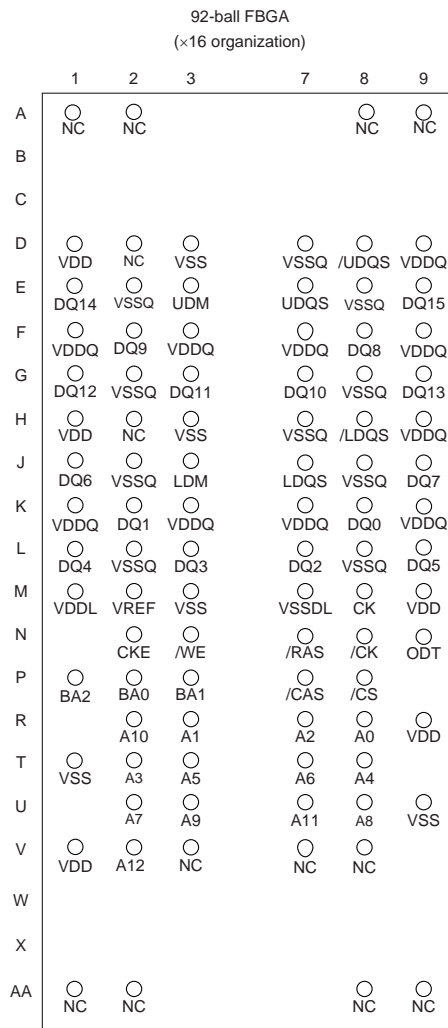 92-ball FBGA
(×16 organization)
1 2 3 7 8 9
A
NC NC NC NC
B
C
D
VDD NC VSS VSSQ /UDQS VDDQ
E
DQ14 VSSQ UDM UDQS VSSQ DQ15
F
VDDQ DQ9 VDDQ VDDQ DQ8 VDDQ
G
DQ12 VSSQ DQ11 DQ10 VSSQ DQ13
H
VDD NC VSS VSSQ /LDQS VDDQ
J
DQ6 VSSQ LDM LDQS VSSQ DQ7
K
VDDQ DQ1 VDDQ VDDQ DQ0 VDDQ
L
DQ4 VSSQ DQ3 DQ2 VSSQ DQ5
M
VDDL VREF VSS VSSDL CK VDD
N
CKE /WE /RAS /CK ODT
P
BA2 BA0 BA1 /CAS /CS
R
A10 A1 A2 A0 VDD
T
VSS A3 A5 A6 A4
U
A7 A9 A11 A8 VSS
V
VDD A12 NC NC NC
W
X
AA
NC NC NC NC